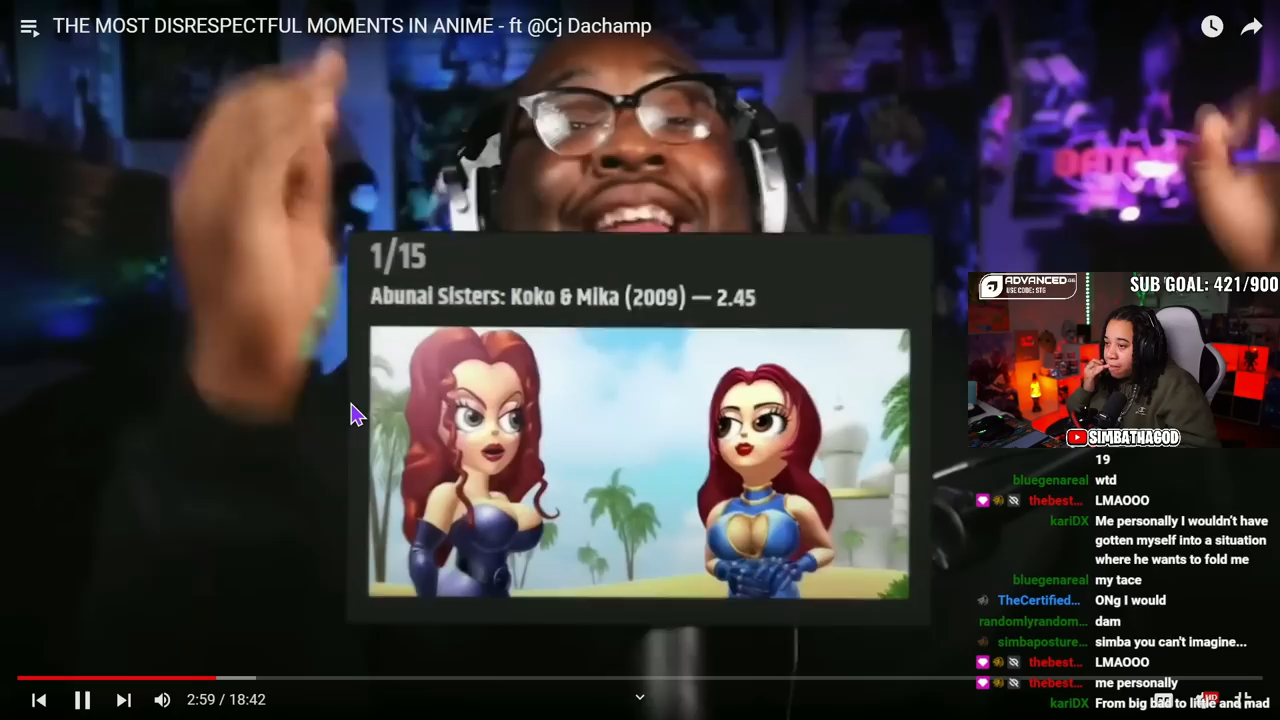 THE MOST DISRESPECTFUL MOMENTS IN ANIME - ft @Cj Dachamp
1/15
Abunai Sisters: Koko & Mika (2009) — 2.45
ADVANCED.GG
USE CODE: STG
SUB GOAL: 421/900
SIMBATHAGOD
19
bluegenareal wtd
thebest... LMAOOO
kariDX Me personally I wouldn't have
gotten myself into a situation
where he wants to fold me
bluegenareal my tace
TheCertified... ONg I would
randomlyrandom... dam
simbaposture... simba you can't imagine...
thebest... LMAOOO
thebest... me personally
kariDX From big bad to little and mad
2:59 / 18:42
HD